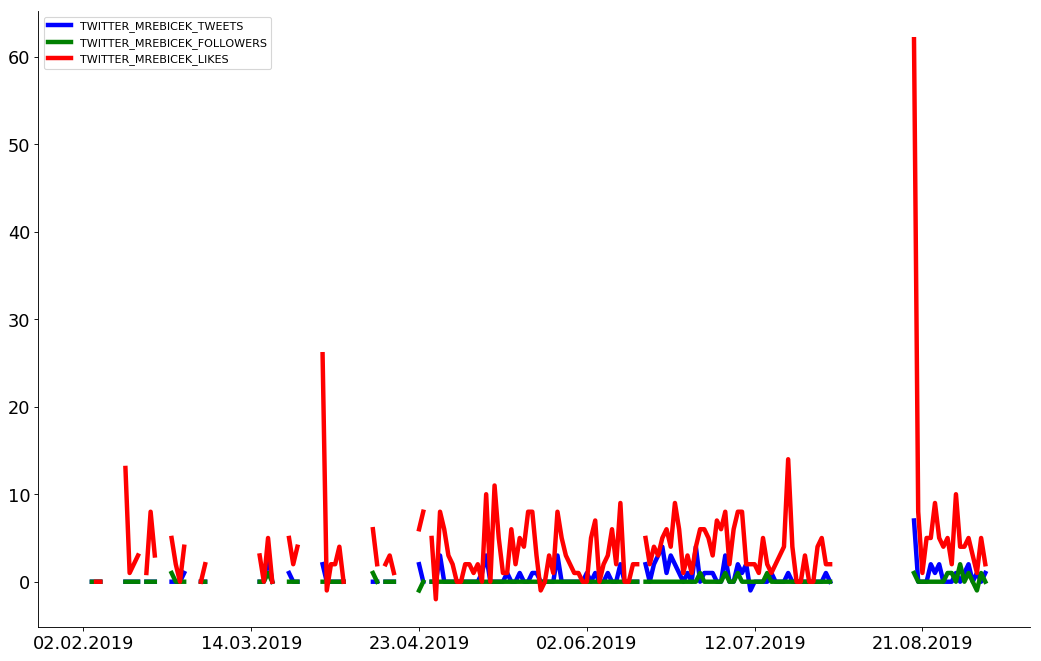 TWITTER_MREBICEK_TWEETS
TWITTER_MREBICEK_FOLLOWERS
TWITTER_MREBICEK_LIKES
60
50
40
30
20
10
0
02.02.2019 14.03.2019 23.04.2019 02.06.2019 12.07.2019 21.08.2019